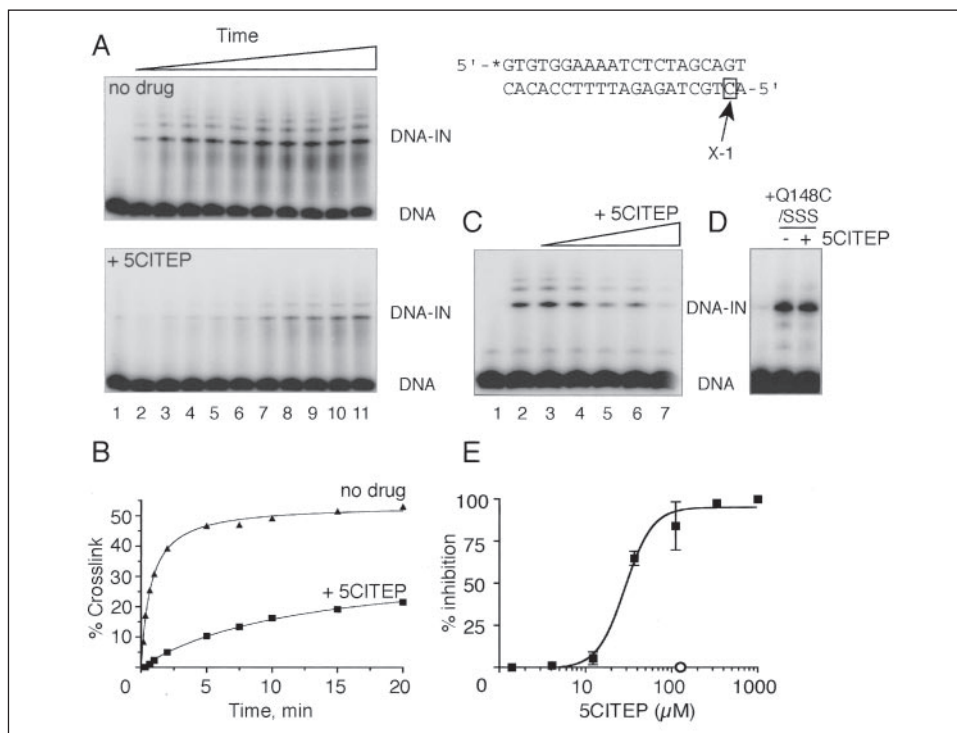 A
Time
no drug
DNA-IN
DNA
+ 5CITEP
DNA-IN
DNA
1 2 3 4 5 6 7 8 9 10 11
5'-*GTGTGGAAAATCTCTAGCAGT
CACACCTTTTAGAGATCGTCA-5'
X-1
C
+ 5CITEP
DNA-IN
DNA
1 2 3 4 5 6 7
D
+Q148C
/SSS
- + 5CITEP
B
% Crosslink
50
40
30
20
10
0
no drug
+ 5CITEP
0 5 10 15 20
Time, min
E
% inhibition
100
75
50
25
0
10 100 1000
5CITEP (µM)